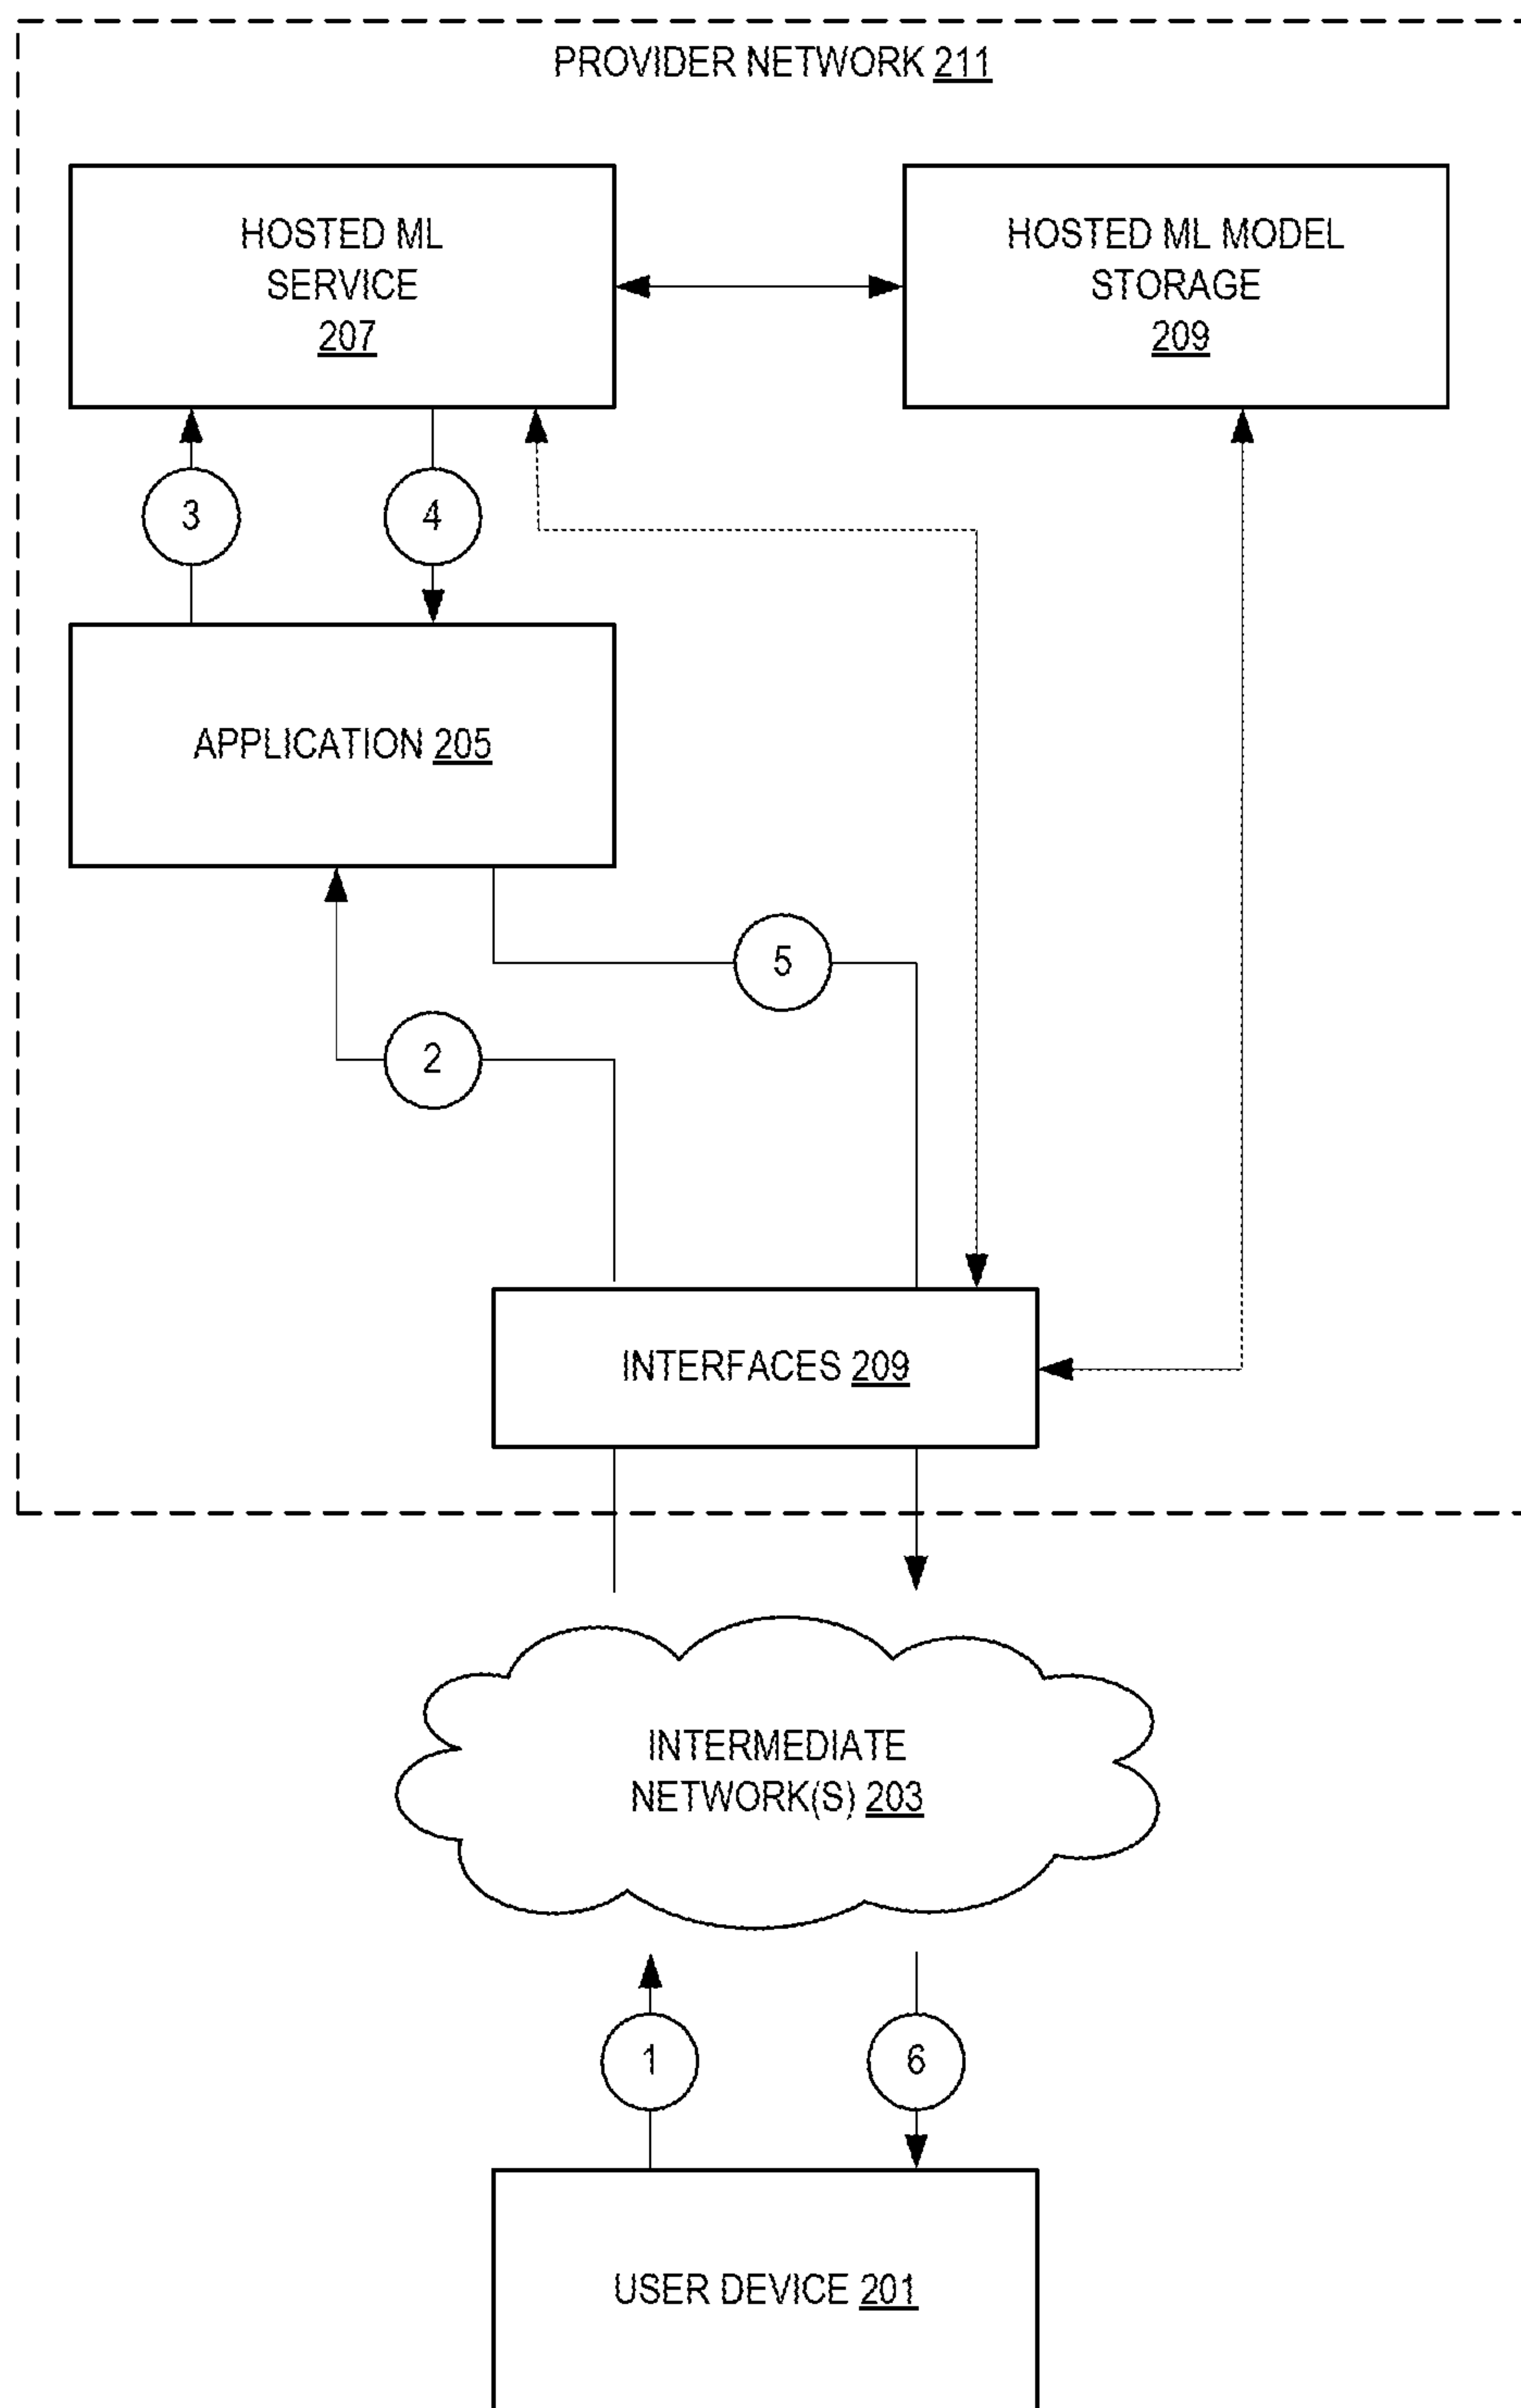 PROVIDER NETWORK 211
HOSTED ML
SERVICE
207
HOSTED ML MODEL
STORAGE
209
3
4
APPLICATION 205
5
2
INTERFACES 209
INTERMEDIATE
NETWORK(S) 203
1
6
USER DEVICE 201